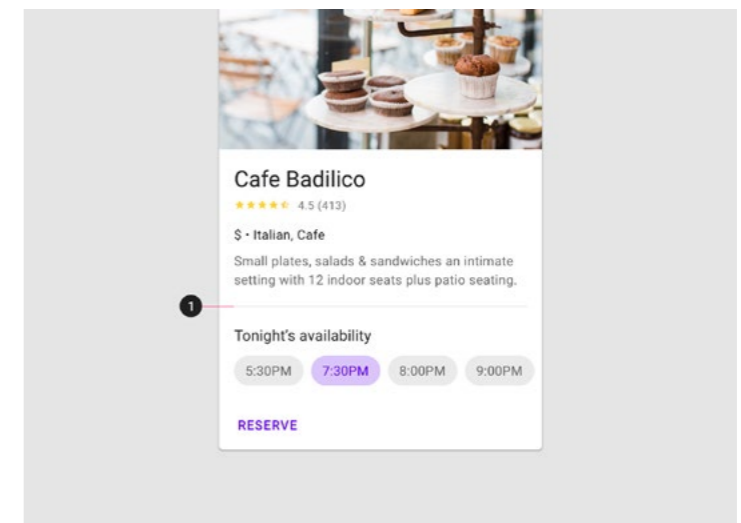 Cafe Badilico
4.5 (413)
$ • Italian, Cafe
Small plates, salads & sandwiches an intimate
setting with 12 indoor seats plus patio seating.
1
Tonight's availability
5:30PM 7:30PM 8:00PM 9:00PM
RESERVE